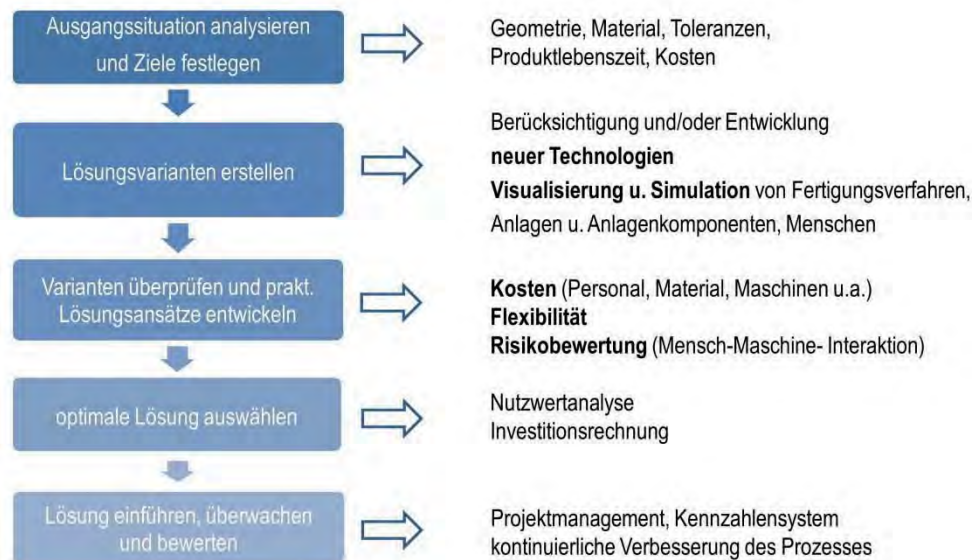 Ausgangssituation analysieren
und Ziele festlegen
Geometrie, Material, Toleranzen,
Produktlebenszeit, Kosten
Lösungsvarianten erstellen
Berücksichtigung und/oder Entwicklung
neuer Technologien
Visualisierung u. Simulation von Fertigungsverfahren,
Anlagen u. Anlagenkomponenten, Menschen
Varianten überprüfen und prakt.
Lösungsansätze entwickeln
Kosten (Personal, Material, Maschinen u.a.)
Flexibilität
Risikobewertung (Mensch-Maschine- Interaktion)
optimale Lösung auswählen
Nutzwertanalyse
Investitionsrechnung
Lösung einführen, überwachen
und bewerten
Projektmanagement, Kennzahlensystem
kontinuierliche Verbesserung des Prozesses